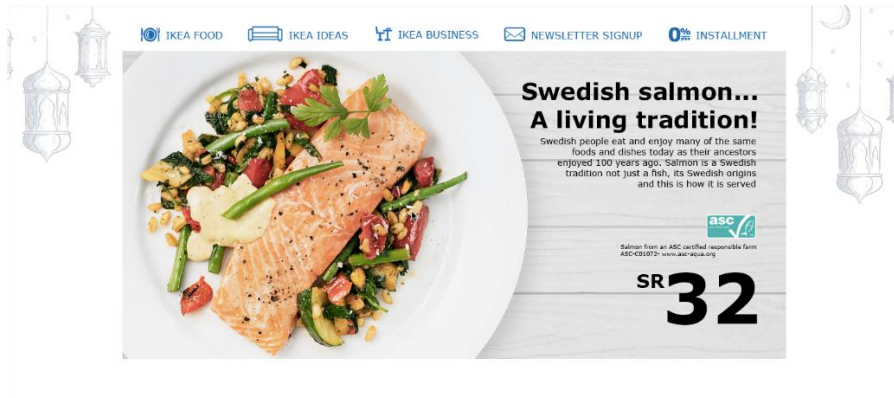 IKEA FOOD
IKEA IDEAS
IKEA BUSINESS
NEWSLETTER SIGNUP
0% INSTALLMENT
Swedish salmon...
A living tradition!
Swedish people eat and enjoy many of the same
foods and dishes today as their ancestors
enjoyed 100 years ago. Salmon is a Swedish
tradition not just a fish, its Swedish origins
and this is how it is served
asc
Salmon from an ASC certified responsible farm
ASC-C01072- www.asc-aqua.org
SR32